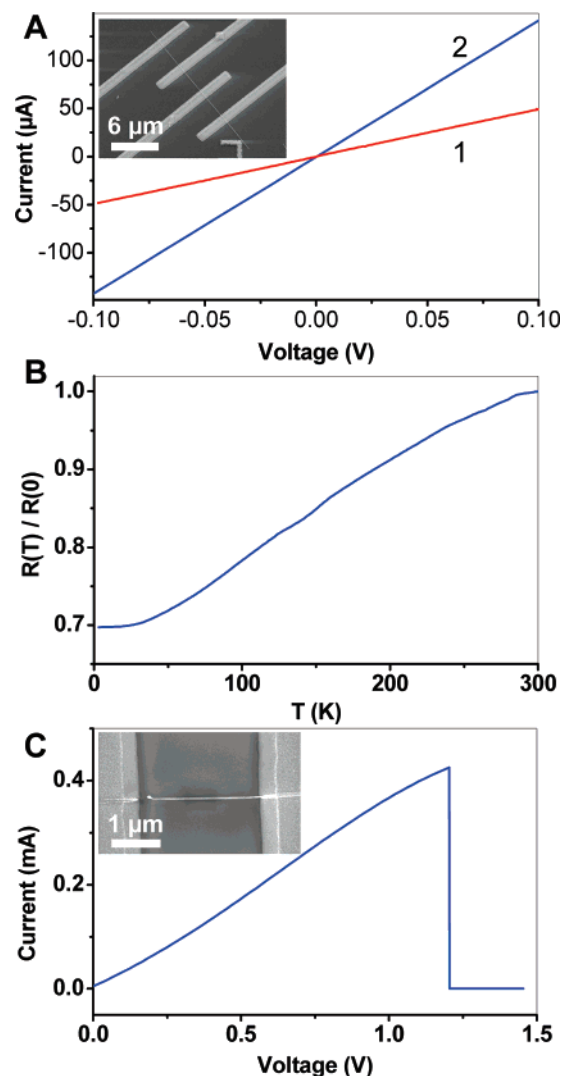 A
6 µm
2
1
100
50
0
-50
-100
Current (µA)
-0.10
-0.05
0.00
0.05
0.10
Voltage (V)
B
1.0
0.9
0.8
0.7
R(T) / R(0)
0
100
200
300
T (K)
C
1 µm
0.4
0.2
0.0
Current (mA)
0.0
0.5
1.0
1.5
Voltage (V)